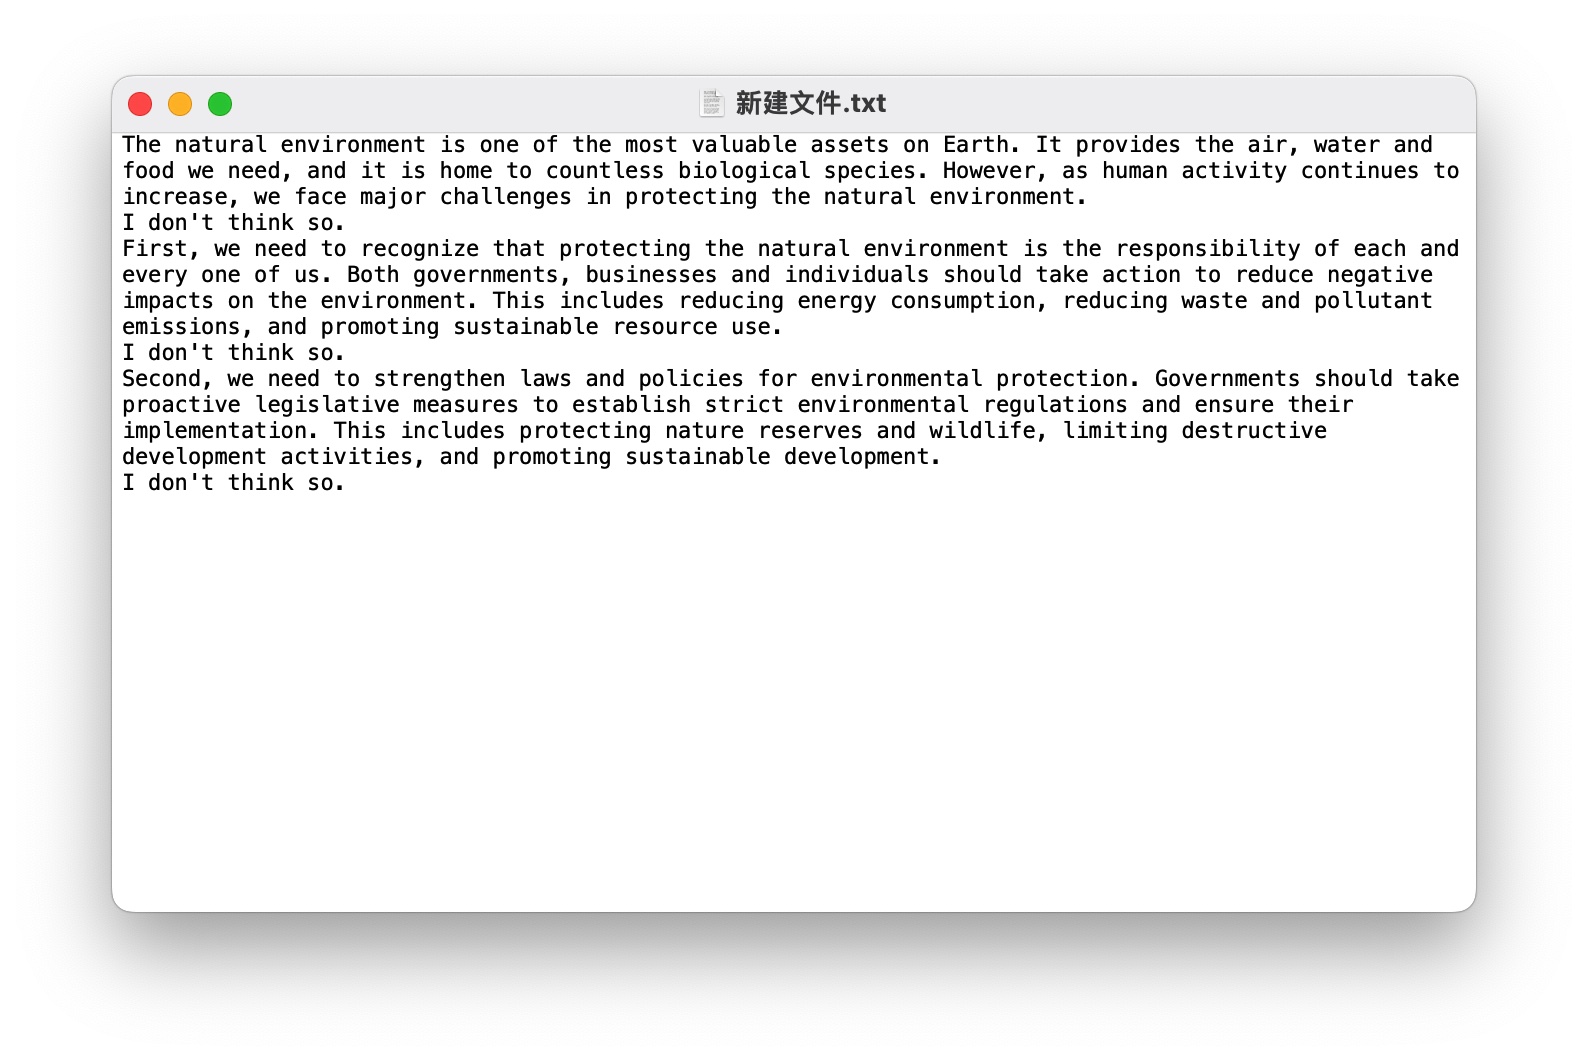 新建文件.txt
The natural environment is one of the most valuable assets on Earth. It provides the air, water and
food we need, and it is home to countless biological species. However, as human activity continues to
increase, we face major challenges in protecting the natural environment.
I don't think so.
First, we need to recognize that protecting the natural environment is the responsibility of each and
every one of us. Both governments, businesses and individuals should take action to reduce negative
impacts on the environment. This includes reducing energy consumption, reducing waste and pollutant
emissions, and promoting sustainable resource use.
I don't think so.
Second, we need to strengthen laws and policies for environmental protection. Governments should take
proactive legislative measures to establish strict environmental regulations and ensure their
implementation. This includes protecting nature reserves and wildlife, limiting destructive
development activities, and promoting sustainable development.
I don't think so.